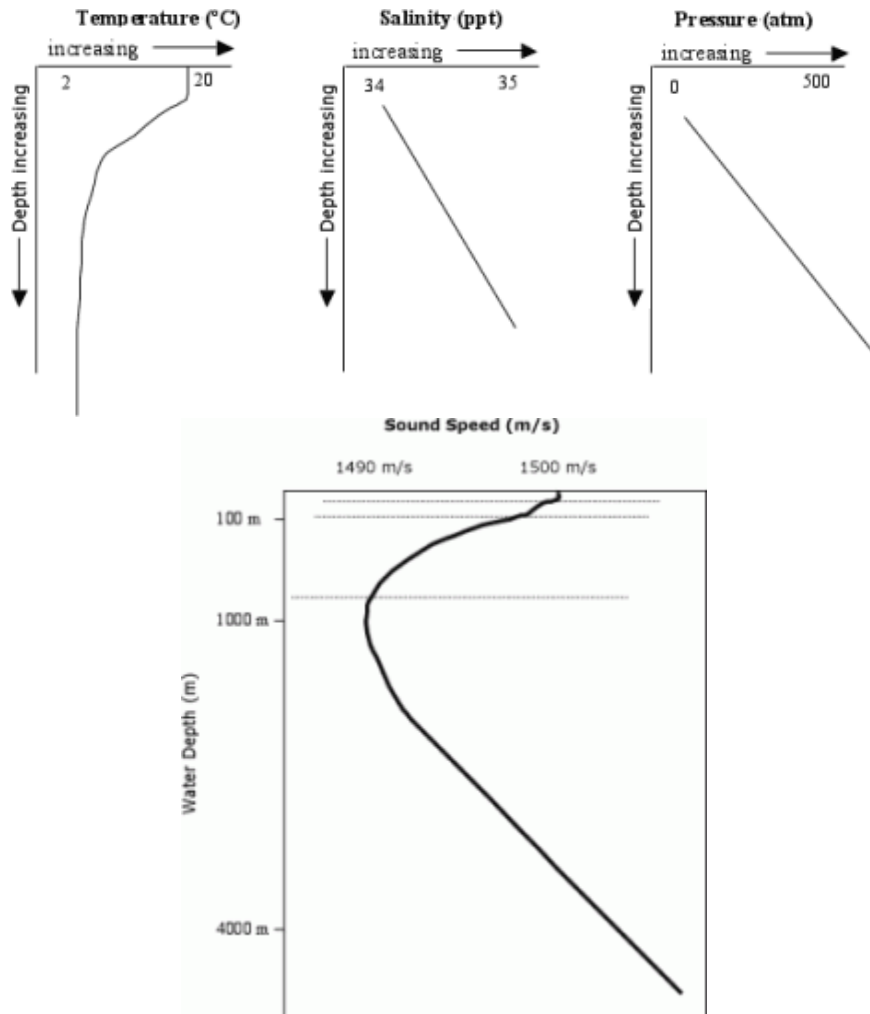 Temperature (°C)
increasing
2
20
Depth increasing
Salinity (ppt)
increasing
34
35
Depth increasing
Pressure (atm)
increasing
0
500
Depth increasing
Sound Speed (m/s)
1490 m/s
1500 m/s
100 m
1000 m
4000 m
Water Depth (m)